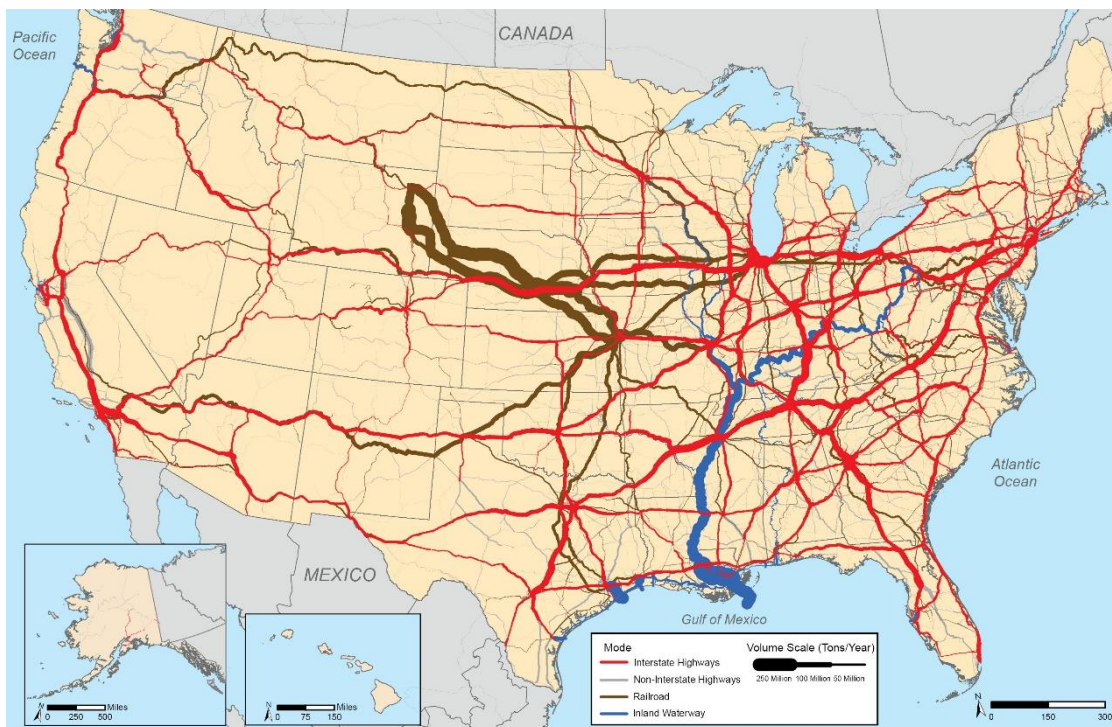 Pacific
Ocean
CANADA
Atlantic
Ocean
MEXICO
Gulf of Mexico
N
Miles
0 250 500
N
Miles
0 75 150
Mode
Interstate Highways
Non-Interstate Highways
Railroad
Inland Waterway
Volume Scale (Tons/Year)
250 Million 100 Million 50 Million
N
Miles
0 150 300